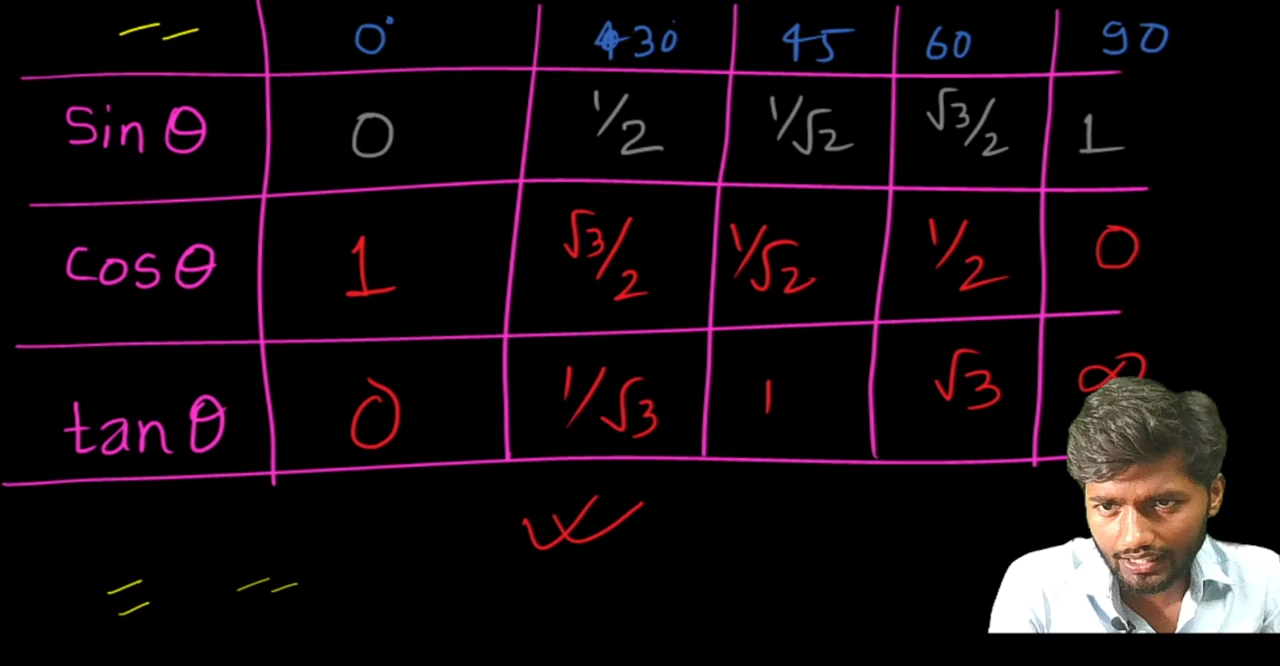 0° 30° 45 60 90
sin θ 0 1/2 1/√2 √3/2 1
cos θ 1 √3/2 1/√2 1/2 0
tan θ 0 1/√3 1 √3 ∞